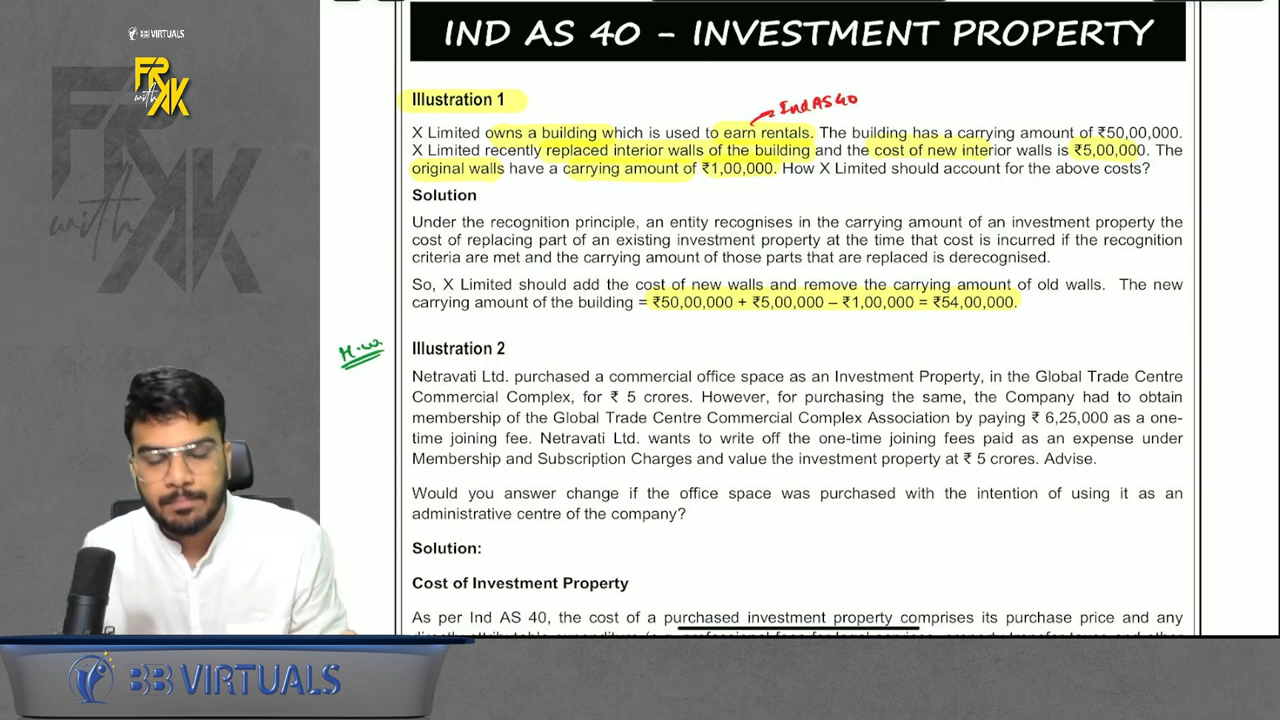 BB VIRTUALS
FR
with
AK
FR
with
AK
IND AS 40 - INVESTMENT PROPERTY
Illustration 1
Ind AS 40
X Limited owns a building which is used to earn rentals. The building has a carrying amount of ₹50,00,000.
X Limited recently replaced interior walls of the building and the cost of new interior walls is ₹5,00,000. The
original walls have a carrying amount of ₹1,00,000. How X Limited should account for the above costs?
Solution
Under the recognition principle, an entity recognises in the carrying amount of an investment property the
cost of replacing part of an existing investment property at the time that cost is incurred if the recognition
criteria are met and the carrying amount of those parts that are replaced is derecognised.
So, X Limited should add the cost of new walls and remove the carrying amount of old walls. The new
carrying amount of the building = ₹50,00,000 + ₹5,00,000 – ₹1,00,000 = ₹54,00,000.
H.W
Illustration 2
Netravati Ltd. purchased a commercial office space as an Investment Property, in the Global Trade Centre
Commercial Complex, for ₹ 5 crores. However, for purchasing the same, the Company had to obtain
membership of the Global Trade Centre Commercial Complex Association by paying ₹ 6,25,000 as a one-
time joining fee. Netravati Ltd. wants to write off the one-time joining fees paid as an expense under
Membership and Subscription Charges and value the investment property at ₹ 5 crores. Advise.
Would you answer change if the office space was purchased with the intention of using it as an
administrative centre of the company?
Solution:
Cost of Investment Property
As per Ind AS 40, the cost of a purchased investment property comprises its purchase price and any
BB VIRTUALS